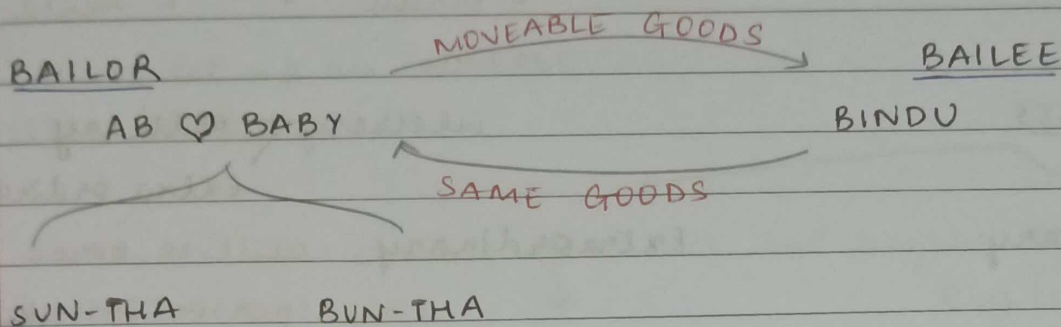 MOVEABLE GOODS
BAILOR BAILEE
AB ♡ BABY BINDU
SAME GOODS
SUN-THA BUN-THA